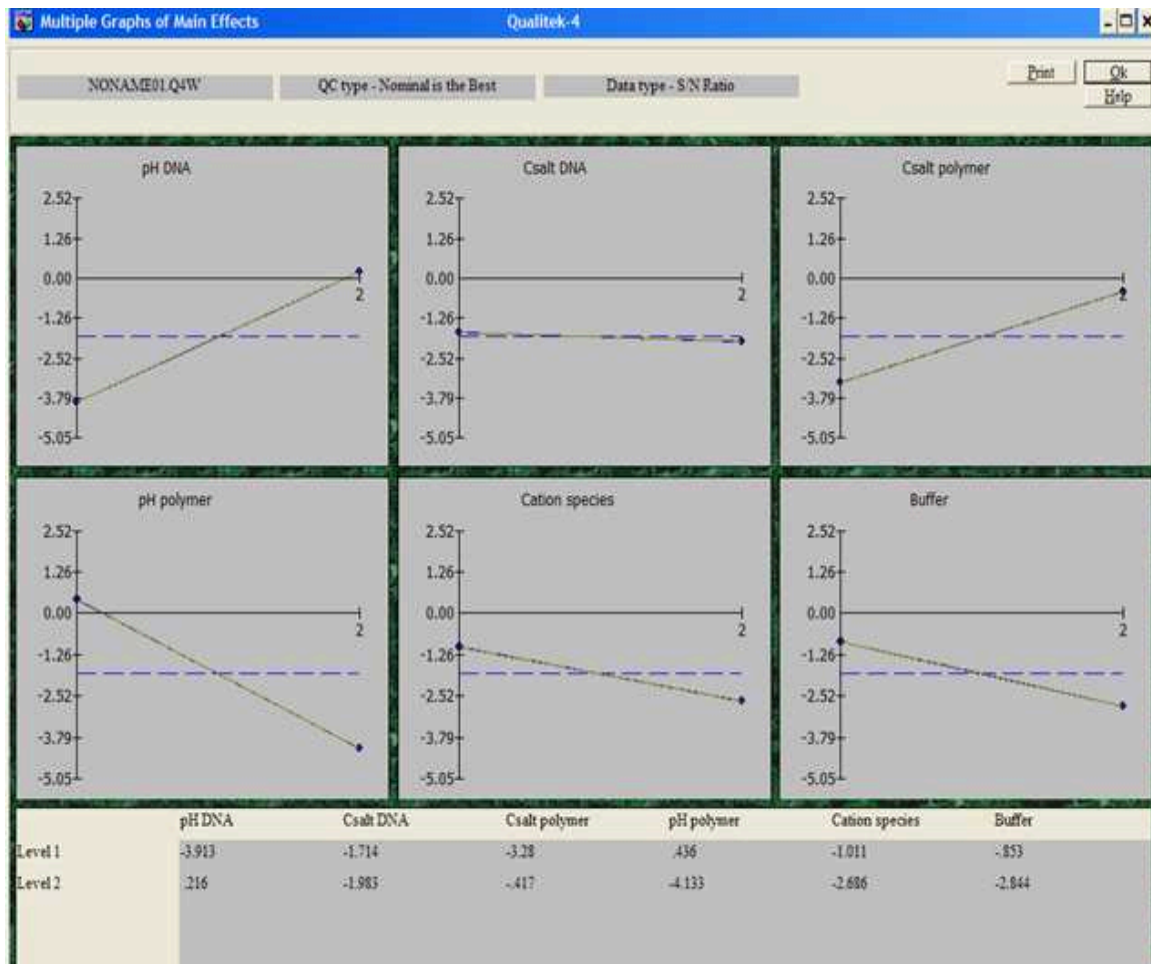 Multiple Graphs of Main Effects Qualitek-4
NONAME01.Q4W QC type - Nominal is the Best Data type - S/N Ratio Print Ok
Help
pH DNA Csalt DNA Csalt polymer
2.52 2.52 2.52
1.26 1.26 1.26
0.00 0.00 0.00
2 2 2
-1.26 -1.26 -1.26
-2.52 -2.52 -2.52
-3.79 -3.79 -3.79
-5.05 -5.05 -5.05
pH polymer Cation species Buffer
2.52 2.52 2.52
1.26 1.26 1.26
0.00 0.00 0.00
2 2 2
-1.26 -1.26 -1.26
-2.52 -2.52 -2.52
-3.79 -3.79 -3.79
-5.05 -5.05 -5.05
pH DNA Csalt DNA Csalt polymer pH polymer Cation species Buffer
Level 1 -3.913 -1.714 -3.28 .436 -1.011 -.853
Level 2 .216 -1.983 -.417 -4.133 -2.686 -2.844